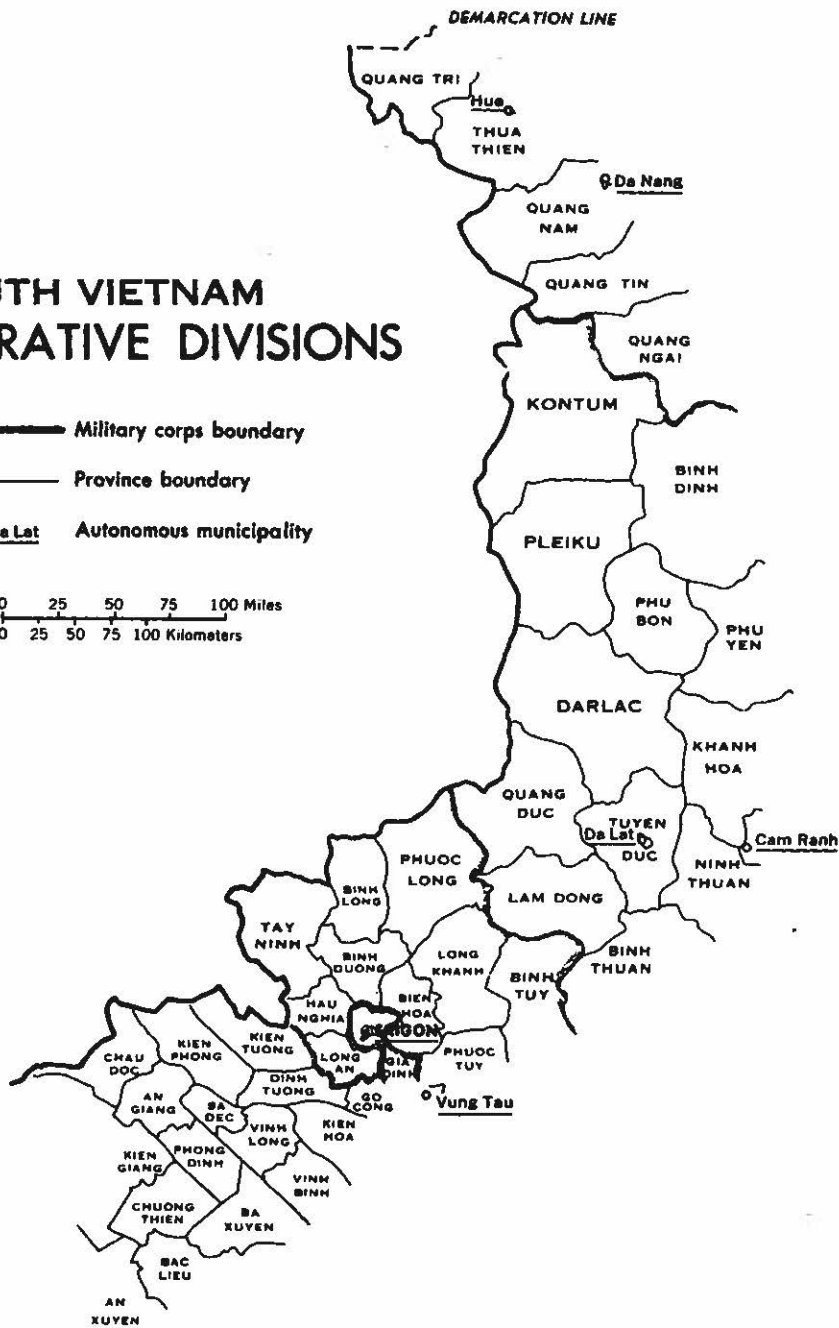 DEMARCATION LINE
QUANG TRI
Hue
THUA
THIEN
Da Nang
QUANG
NAM
UTH VIETNAM
RATIVE DIVISIONS
QUANG TIN
QUANG
NGAI
KONTUM
Military corps boundary
Province boundary
a Lat Autonomous municipality
BINH
DINH
PLEIKU
0 25 50 75 100 Miles
0 25 50 75 100 Kilometers
PHU
BON
PHU
YEN
DARLAC
KHANH
HOA
QUANG
DUC
TUYEN
DUC
Da Lat
Cam Ranh
NINH
THUAN
PHUOC
LONG
BINH
LONG
LAM DONG
TAY
NINH
BINH
DUONG
LONG
KHANH
BINH
TUY
BINH
THUAN
HAU
NGHIA
BIEN
HOA
SAIGON
CHAU
DOC
KIEN
PHONG
KIEN
TUONG
LONG
AN
GIA
DINH
PHUOC
TUY
DINH
TUONG
GO
CONG
Vung Tau
AN
GIANG
SA
DEC
VINH
LONG
KIEN
HOA
KIEN
GIANG
PHONG
DINH
VINH
BINH
CHUONG
THIEN
BA
XUYEN
BAC
LIEU
AN
XUYEN